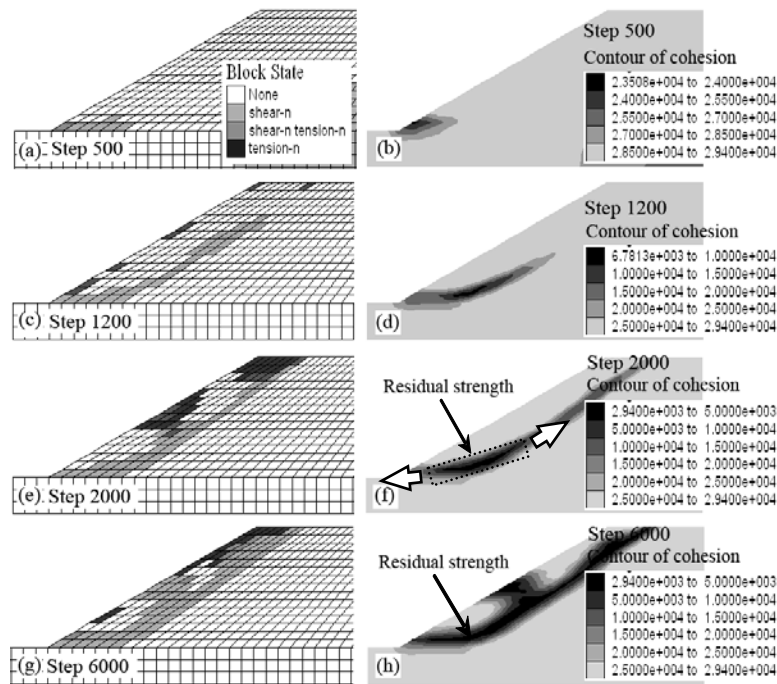 Block State
None
shear-n
shear-n tension-n
tension-n
(a) Step 500
Step 500
Contour of cohesion
2.3508e+004 to 2.4000e+004
2.4000e+004 to 2.5500e+004
2.5500e+004 to 2.7000e+004
2.7000e+004 to 2.8500e+004
2.8500e+004 to 2.9400e+004
(b)
(c) Step 1200
Step 1200
Contour of cohesion
6.7813e+003 to 1.0000e+004
1.0000e+004 to 1.5000e+004
1.5000e+004 to 2.0000e+004
2.0000e+004 to 2.5000e+004
2.5000e+004 to 2.9400e+004
(d)
(e) Step 2000
Step 2000
Contour of cohesion
Residual strength
2.9400e+003 to 5.0000e+003
5.0000e+003 to 1.0000e+004
1.0000e+004 to 1.5000e+004
1.5000e+004 to 2.0000e+004
2.0000e+004 to 2.5000e+004
2.5000e+004 to 2.9400e+004
(f)
(g) Step 6000
Step 6000
Contour of cohesion
Residual strength
2.9400e+003 to 5.0000e+003
5.0000e+003 to 1.0000e+004
1.0000e+004 to 1.5000e+004
1.5000e+004 to 2.0000e+004
2.0000e+004 to 2.5000e+004
2.5000e+004 to 2.9400e+004
(h)